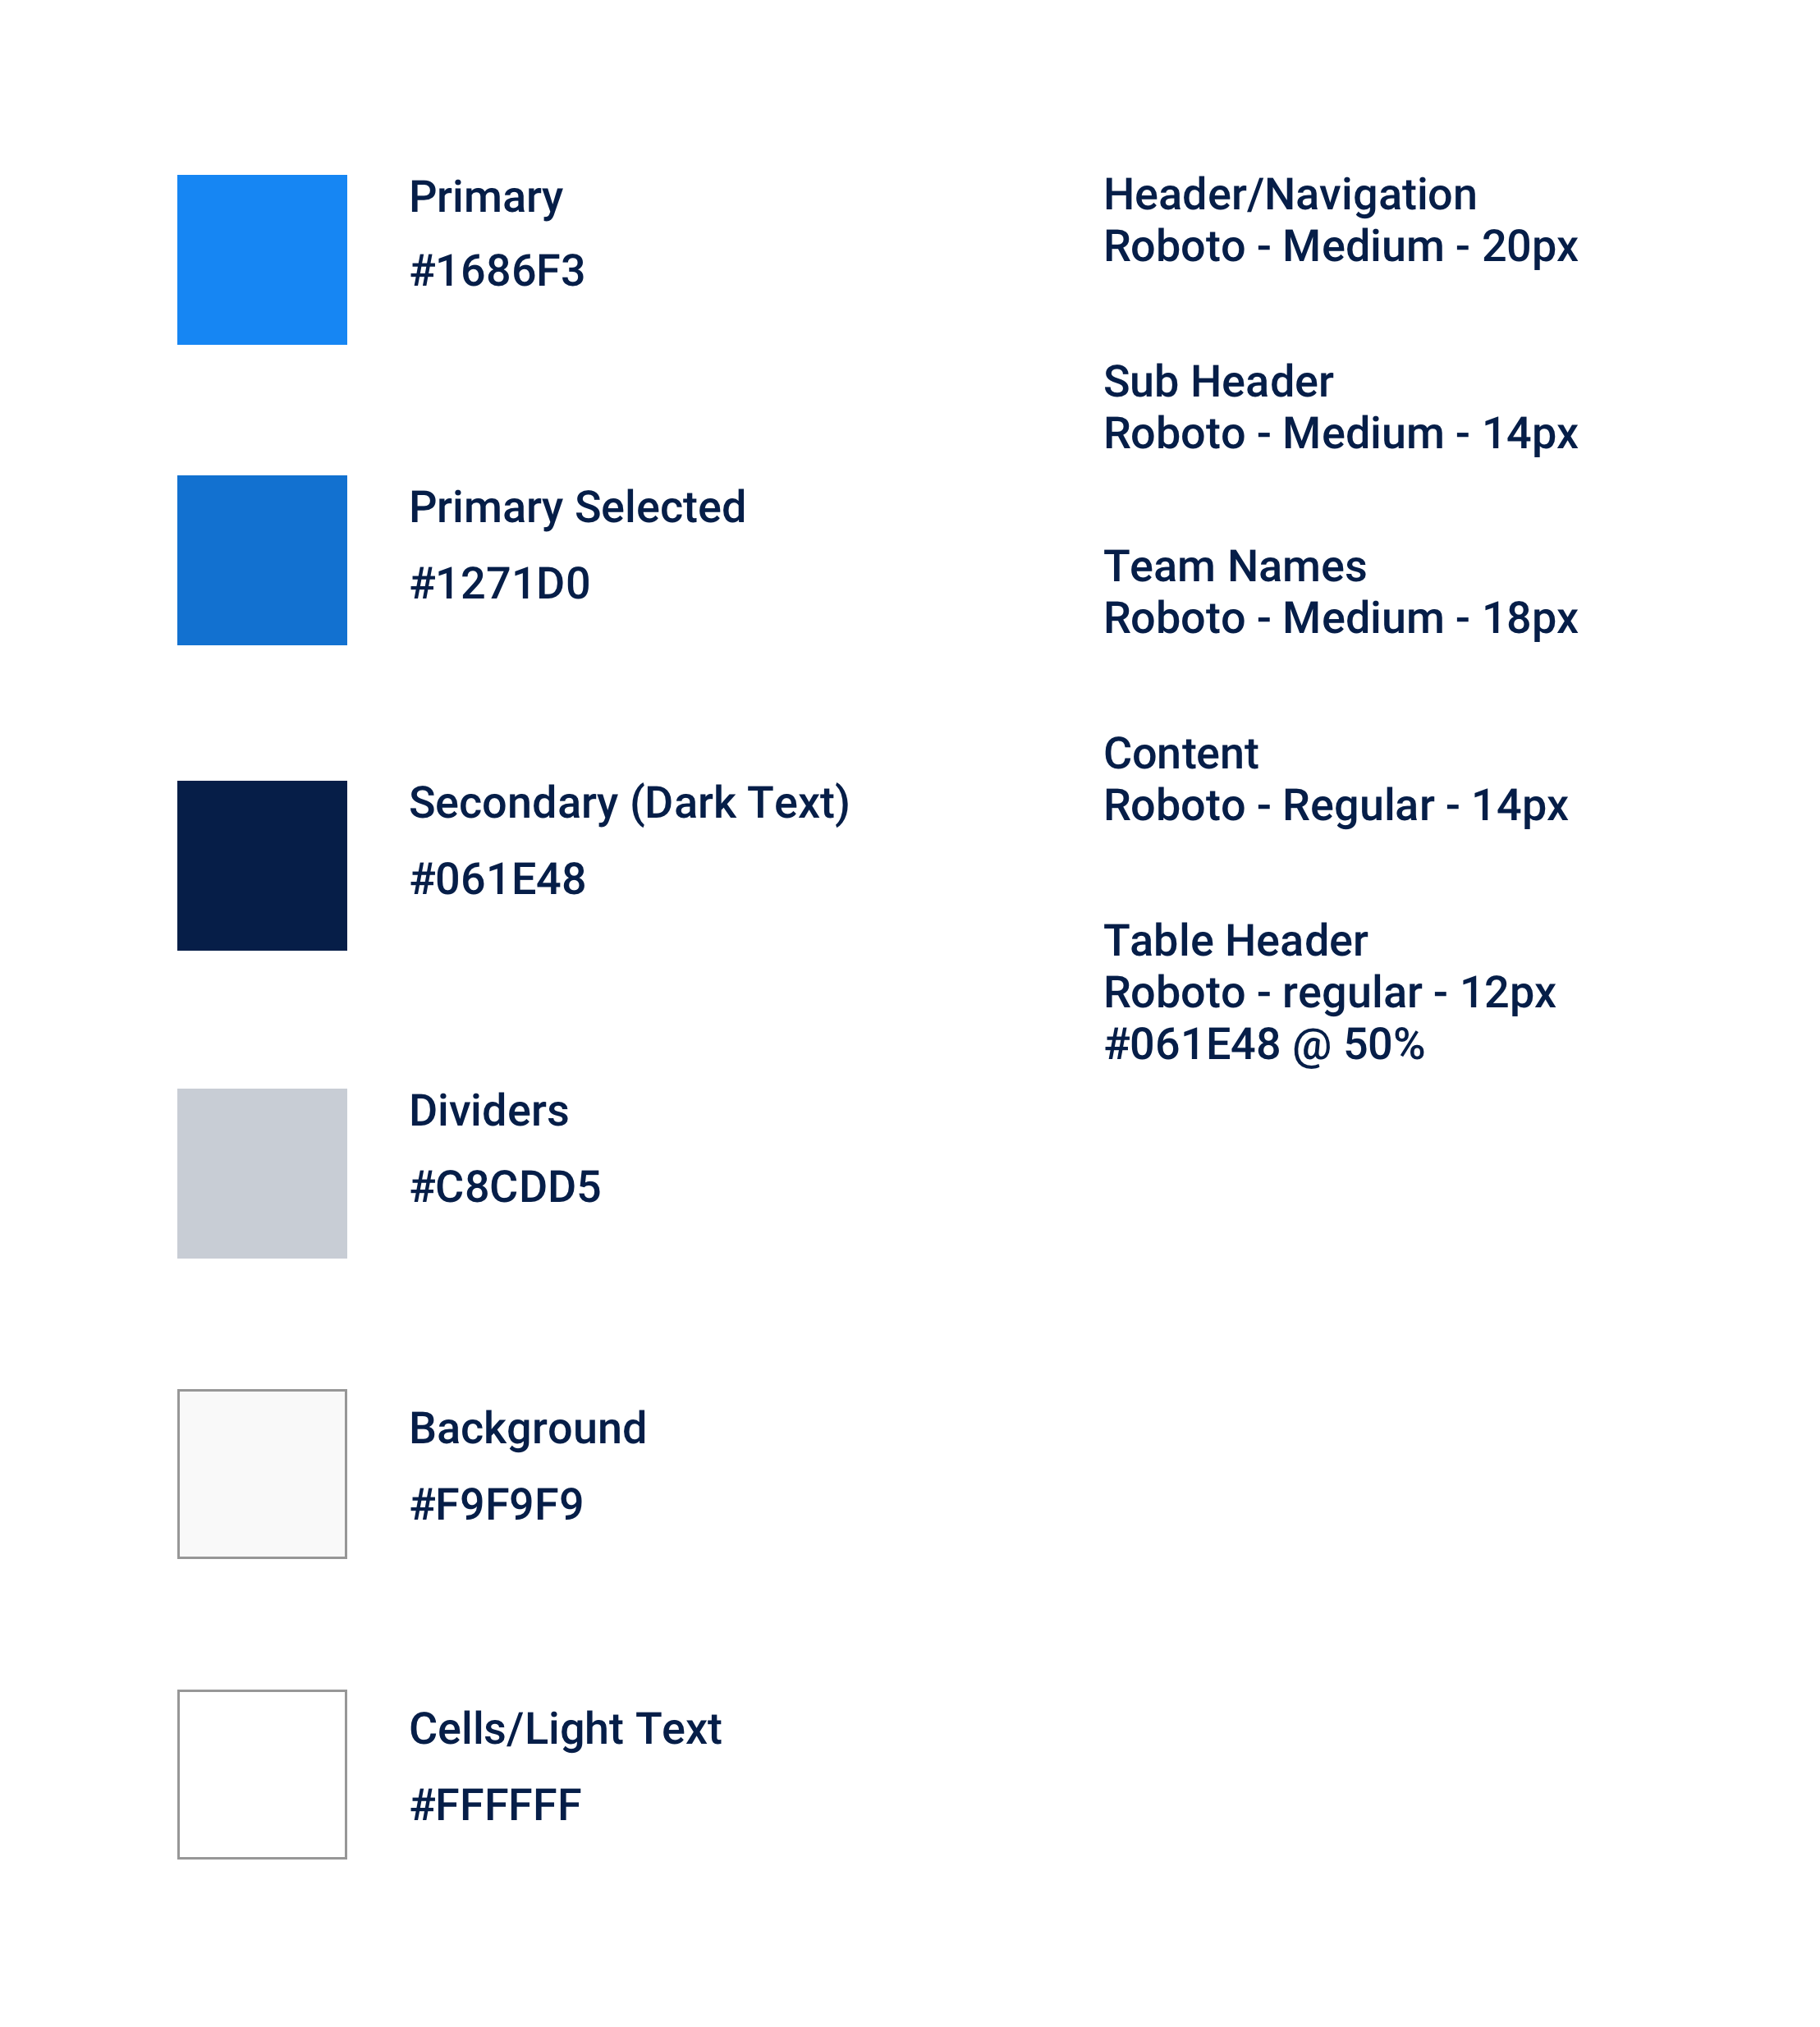 Primary
#1686F3
Primary Selected
#1271D0
Secondary (Dark Text)
#061E48
Dividers
#C8CDD5
Background
#F9F9F9
Cells/Light Text
#FFFFFF
Header/Navigation
Roboto - Medium - 20px
Sub Header
Roboto - Medium - 14px
Team Names
Roboto - Medium - 18px
Content
Roboto - Regular - 14px
Table Header
Roboto - regular - 12px
#061E48 @ 50%